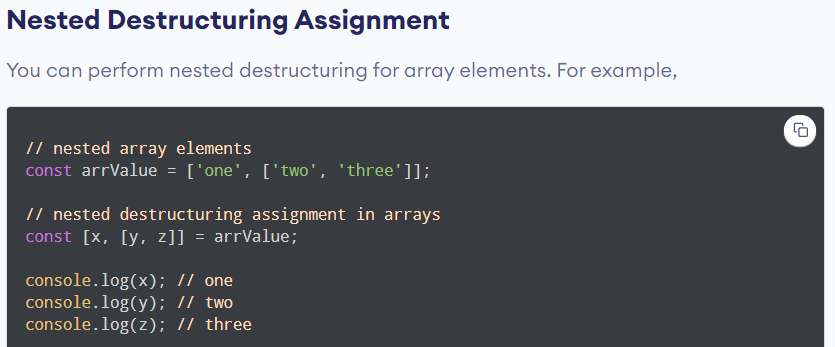 Nested Destructuring Assignment
You can perform nested destructuring for array elements. For example,
// nested array elements
const arrValue = ['one', ['two', 'three']];
// nested destructuring assignment in arrays
const [x, [y, z]] = arrValue;
console.log(x); // one
console.log(y); // two
console.log(z); // three